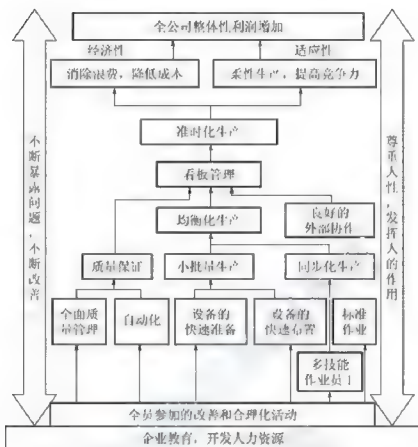 全公司整体性利润增加
经济性
适应性
消除浪费，降低成本
柔性生产，提高竞争力
准时化生产
看板管理
均衡化生产
良好的
外部协作
质量保证
小批量生产
同步化生产
全面质
量管理
自动化
设备的
快速准备
设备的
快速布置
标准
作业
多技能
作业员工
全员参加的改善和合理化活动
企业教育，开发人力资源
不断暴露问题，不断改善
尊重人性，发挥人的作用